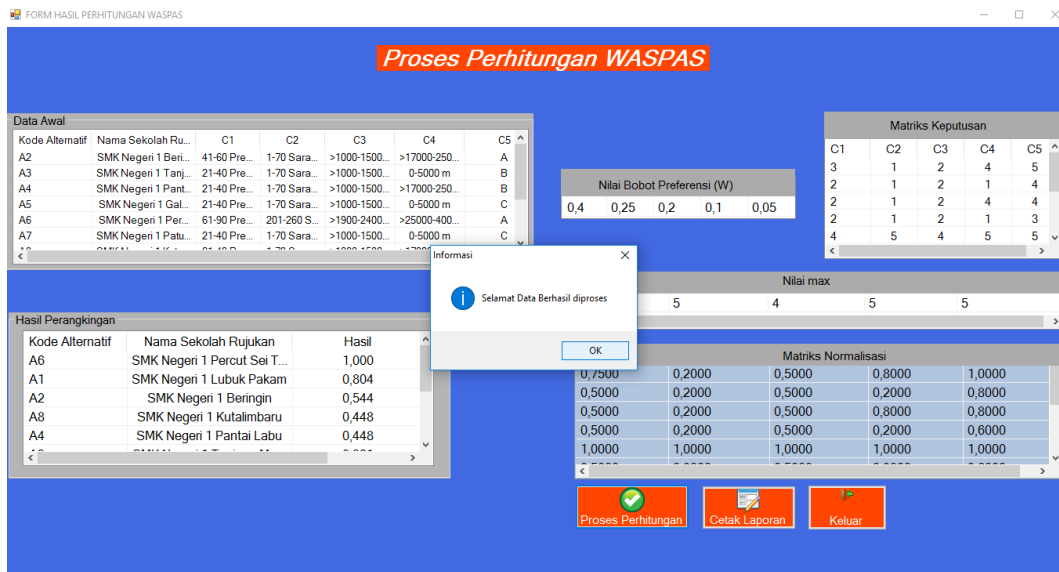 FORM HASIL PERHITUNGAN WASPAS
Proses Perhitungan WASPAS
Data Awal
Kode Alternatif Nama Sekolah Ru... C1 C2 C3 C4 C5
A2 SMK Negeri 1 Beri... 41-60 Pre... 1-70 Sara... >1000-1500... >17000-250... A
A3 SMK Negeri 1 Tanj... 21-40 Pre... 1-70 Sara... >1000-1500... 0-5000 m B
A4 SMK Negeri 1 Pant... 21-40 Pre... 1-70 Sara... >1000-1500... >17000-250... B
A5 SMK Negeri 1 Gal... 21-40 Pre... 1-70 Sara... >1000-1500... 0-5000 m C
A6 SMK Negeri 1 Per... 61-90 Pre... 201-260 S... >1900-2400... >25000-400... A
A7 SMK Negeri 1 Patu... 21-40 Pre... 1-70 Sara... >1000-1500... 0-5000 m C
Nilai Bobot Preferensi (W)
0,4 0,25 0,2 0,1 0,05
Matriks Keputusan
C1 C2 C3 C4 C5
3 1 2 4 5
2 1 2 1 4
2 1 2 4 4
2 1 2 1 3
4 5 4 5 5
Informasi
Selamat Data Berhasil diproses
OK
Nilai max
5 4 5 5
Hasil Perangkingan
Kode Alternatif Nama Sekolah Rujukan Hasil
A6 SMK Negeri 1 Percut Sei T... 1,000
A1 SMK Negeri 1 Lubuk Pakam 0,804
A2 SMK Negeri 1 Beringin 0,544
A8 SMK Negeri 1 Kutalimbaru 0,448
A4 SMK Negeri 1 Pantai Labu 0,448
Matriks Normalisasi
0,7500 0,2000 0,5000 0,8000 1,0000
0,5000 0,2000 0,5000 0,2000 0,8000
0,5000 0,2000 0,5000 0,8000 0,8000
0,5000 0,2000 0,5000 0,2000 0,6000
1,0000 1,0000 1,0000 1,0000 1,0000
Proses Perhitungan
Cetak Laporan
Keluar